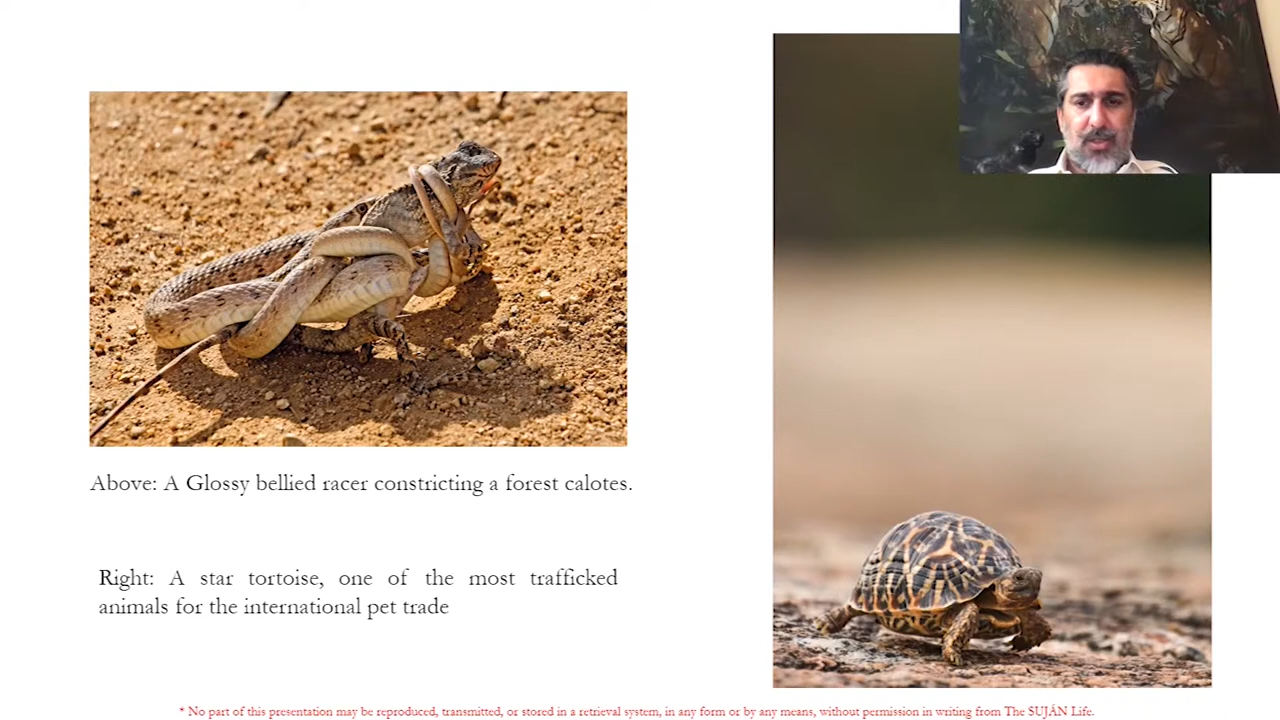 Above: A Glossy bellied racer constricting a forest calotes.
Right: A star tortoise, one of the most trafficked
animals for the international pet trade
* No part of this presentation may be reproduced, transmitted, or stored in a retrieval system, in any form or by any means, without permission in writing from The SUJÁN Life.